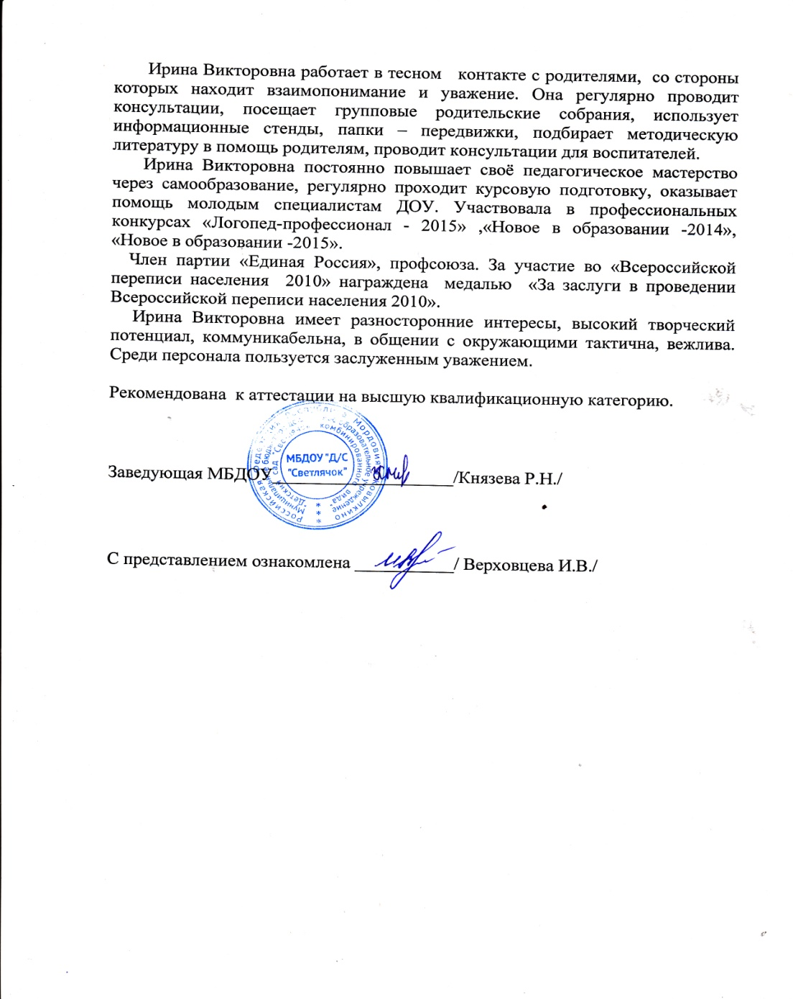 Ирина Викторовна работает в тесном контакте с родителями, со стороны
которых находит взаимопонимание и уважение. Она регулярно проводит
консультации, посещает групповые родительские собрания, использует
информационные стенды, папки – передвижки, подбирает методическую
литературу в помощь родителям, проводит консультации для воспитателей.
Ирина Викторовна постоянно повышает своё педагогическое мастерство
через самообразование, регулярно проходит курсовую подготовку, оказывает
помощь молодым специалистам ДОУ. Участвовала в профессиональных
конкурсах «Логопед-профессионал - 2015» ,«Новое в образовании -2014»,
«Новое в образовании -2015».
Член партии «Единая Россия», профсоюза. За участие во «Всероссийской
переписи населения 2010» награждена медалью «За заслуги в проведении
Всероссийской переписи населения 2010».
Ирина Викторовна имеет разносторонние интересы, высокий творческий
потенциал, коммуникабельна, в общении с окружающими тактична, вежлива.
Среди персонала пользуется заслуженным уважением.
Рекомендована к аттестации на высшую квалификационную категорию.
Заведующая МБДОУ____________________/Князева Р.Н./
МБДОУ "Д/С
"Светлячок"
С представлением ознакомлена ___________/ Верховцева И.В./